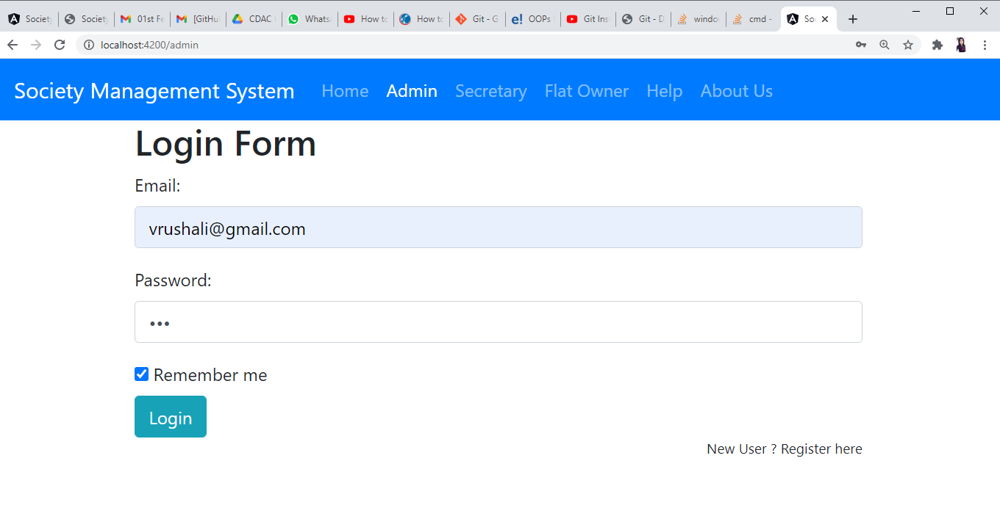 Society Society 01st Fe [GitHu CDAC Whats How to How to Git - G OOPs Git Ins Git - D windo cmd - So
localhost:4200/admin
Society Management System Home Admin Secretary Flat Owner Help About Us
Login Form
Email:
vrushali@gmail.com
Password:
•••
Remember me
Login
New User ? Register here